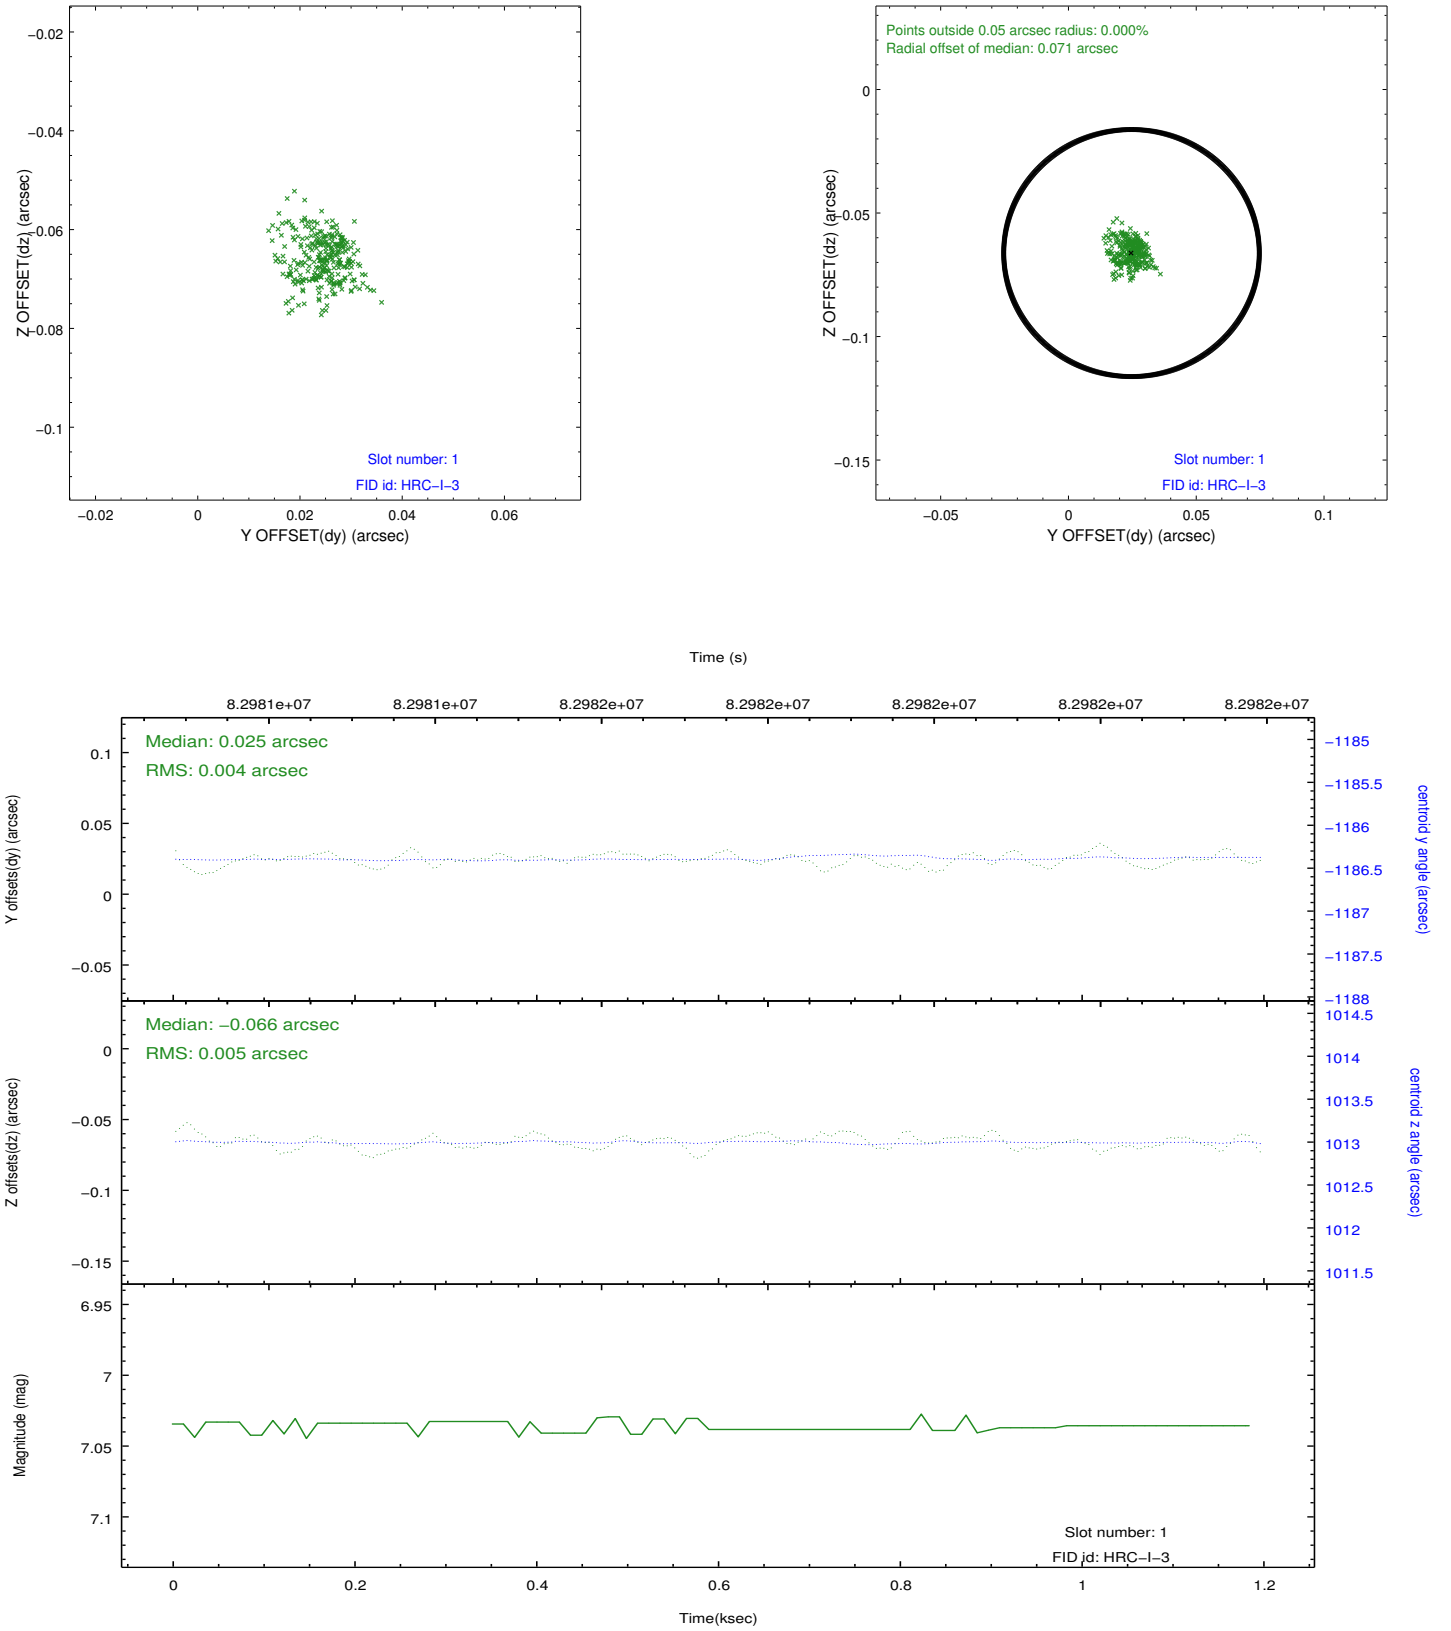 −0.02
−0.04
−0.06
−0.08
−0.1
Z OFFSET(dz) (arcsec)
Slot number: 1
FID id: HRC−I−3
−0.02 0 0.02 0.04 0.06
Y OFFSET(dy) (arcsec)
Points outside 0.05 arcsec radius: 0.000%
Radial offset of median: 0.071 arcsec
0
−0.05
−0.1
−0.15
Z OFFSET(dz) (arcsec)
Slot number: 1
FID id: HRC−I−3
−0.05 0 0.05 0.1
Y OFFSET(dy) (arcsec)
Time (s)
8.2981e+07 8.2981e+07 8.2982e+07 8.2982e+07 8.2982e+07 8.2982e+07 8.2982e+07
Median: 0.025 arcsec
RMS: 0.004 arcsec
0.1
0.05
0
−0.05
Y offsets(dy) (arcsec)
−1185
−1185.5
−1186
−1186.5
−1187
−1187.5
−1188
centroid y angle (arcsec)
Median: −0.066 arcsec
RMS: 0.005 arcsec
0
−0.05
−0.1
−0.15
Z offsets(dz) (arcsec)
1014.5
1014
1013.5
1013
1012.5
1012
1011.5
centroid z angle (arcsec)
6.95
7
7.05
7.1
Magnitude (mag)
Slot number: 1
FID id: HRC−I−3
0 0.2 0.4 0.6 0.8 1 1.2
Time(ksec)